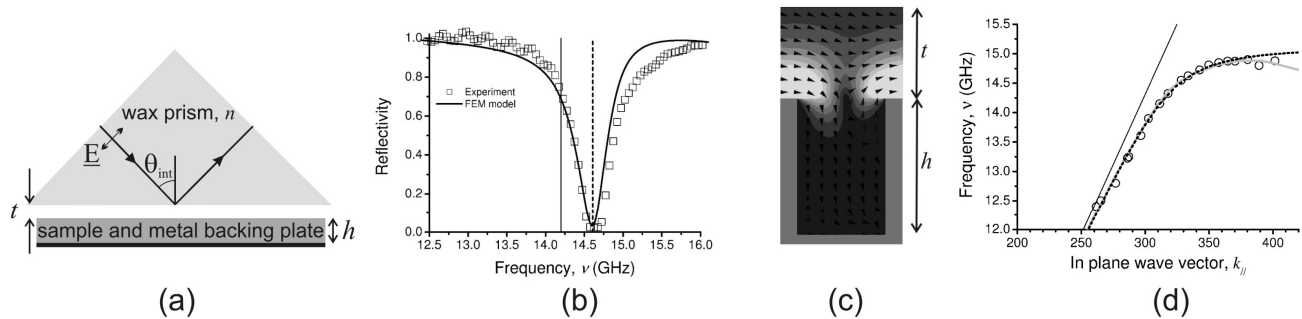 wax prism, n
E
θint
t
sample and metal backing plate
h
(a)
Reflectivity
1.0
0.8
0.6
0.4
0.2
0.0
Experiment
FEM model
12.5 13.0 13.5 14.0 14.5 15.0 15.5 16.0
Frequency, ν (GHz)
(b)
t
h
(c)
Frequency, ν (GHz)
15.5
15.0
14.5
14.0
13.5
13.0
12.5
12.0
200 250 300 350 400
In plane wave vector, k//
(d)